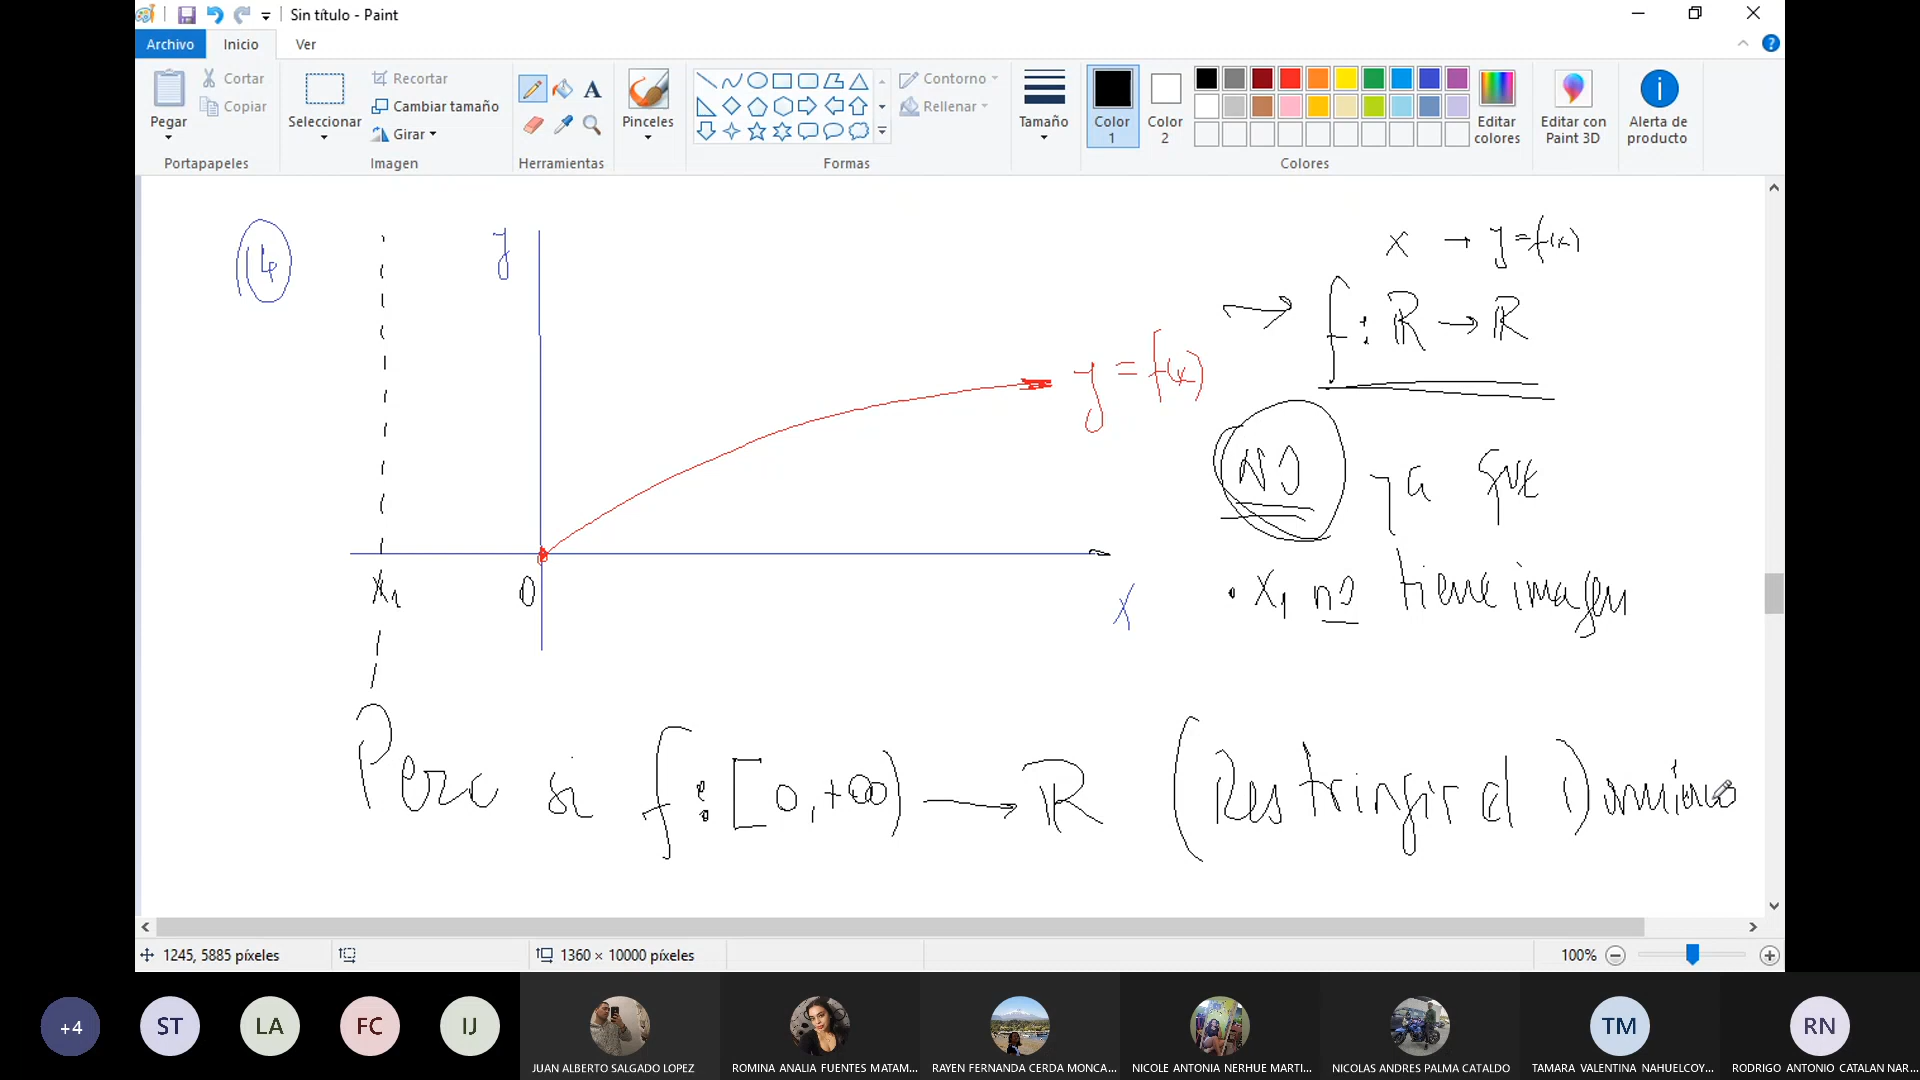 Sin título - Paint
Archivo Inicio Ver
Pegar
Cortar
Copiar
Portapapeles
Seleccionar
Recortar
Cambiar tamaño
Girar
Imagen
A
Herramientas
Pinceles
Formas
Contorno
Rellenar
Tamaño
Color 1
Color 2
Colores
Editar colores
Editar con Paint 3D
Alerta de producto
y
x → y = f(x)
f : ℝ → ℝ
y = f(x)
NO ya que
x₁ 0 x
• x₁ no tiene imagen
Pero si f : [0, +∞) → ℝ (Restringir el Dominio
1245, 5885 píxeles
1360 × 10000 píxeles
100%
+4 ST LA FC IJ TM RN
JUAN ALBERTO SALGADO LOPEZ
ROMINA ANALIA FUENTES MATAM...
RAYEN FERNANDA CERDA MONCA...
NICOLE ANTONIA NERHUE MARTI...
NICOLAS ANDRES PALMA CATALDO
TAMARA VALENTINA NAHUELCOY...
RODRIGO ANTONIO CATALAN NAR...